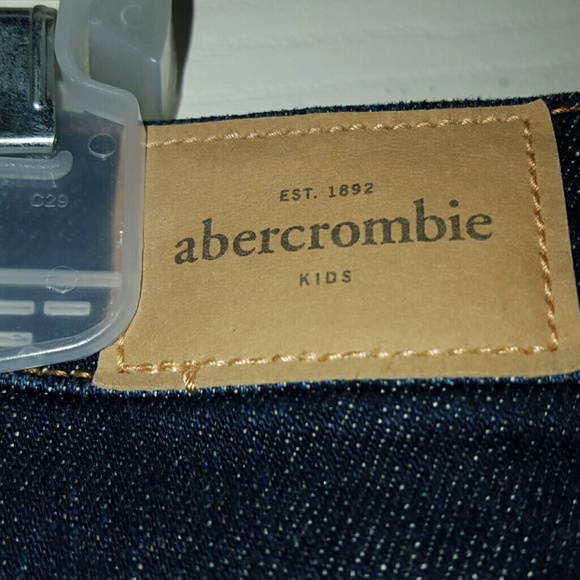 C
C29
EST. 1892
abercrombie
KIDS